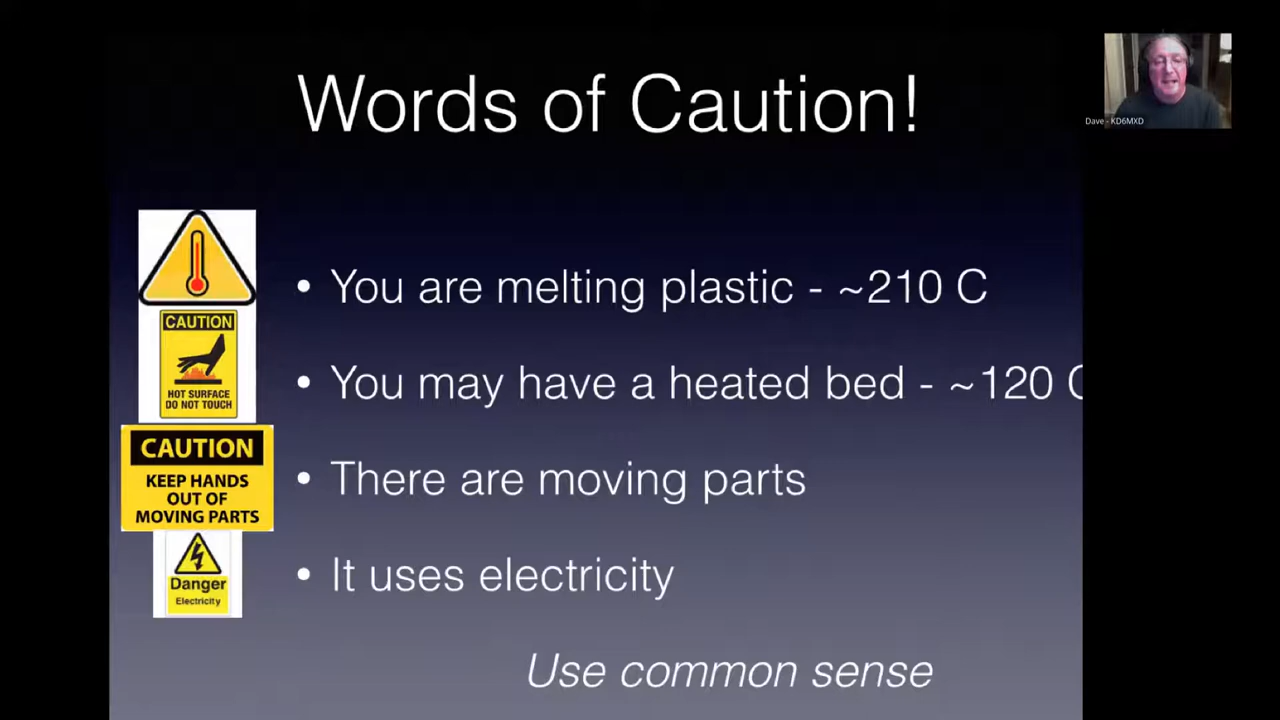 Words of Caution!
Dave - KD6MXD
• You are melting plastic - ~210 C
CAUTION
HOT SURFACE
DO NOT TOUCH
• You may have a heated bed - ~120 C
CAUTION
KEEP HANDS
OUT OF
MOVING PARTS
• There are moving parts
Danger
Electricity
• It uses electricity
Use common sense